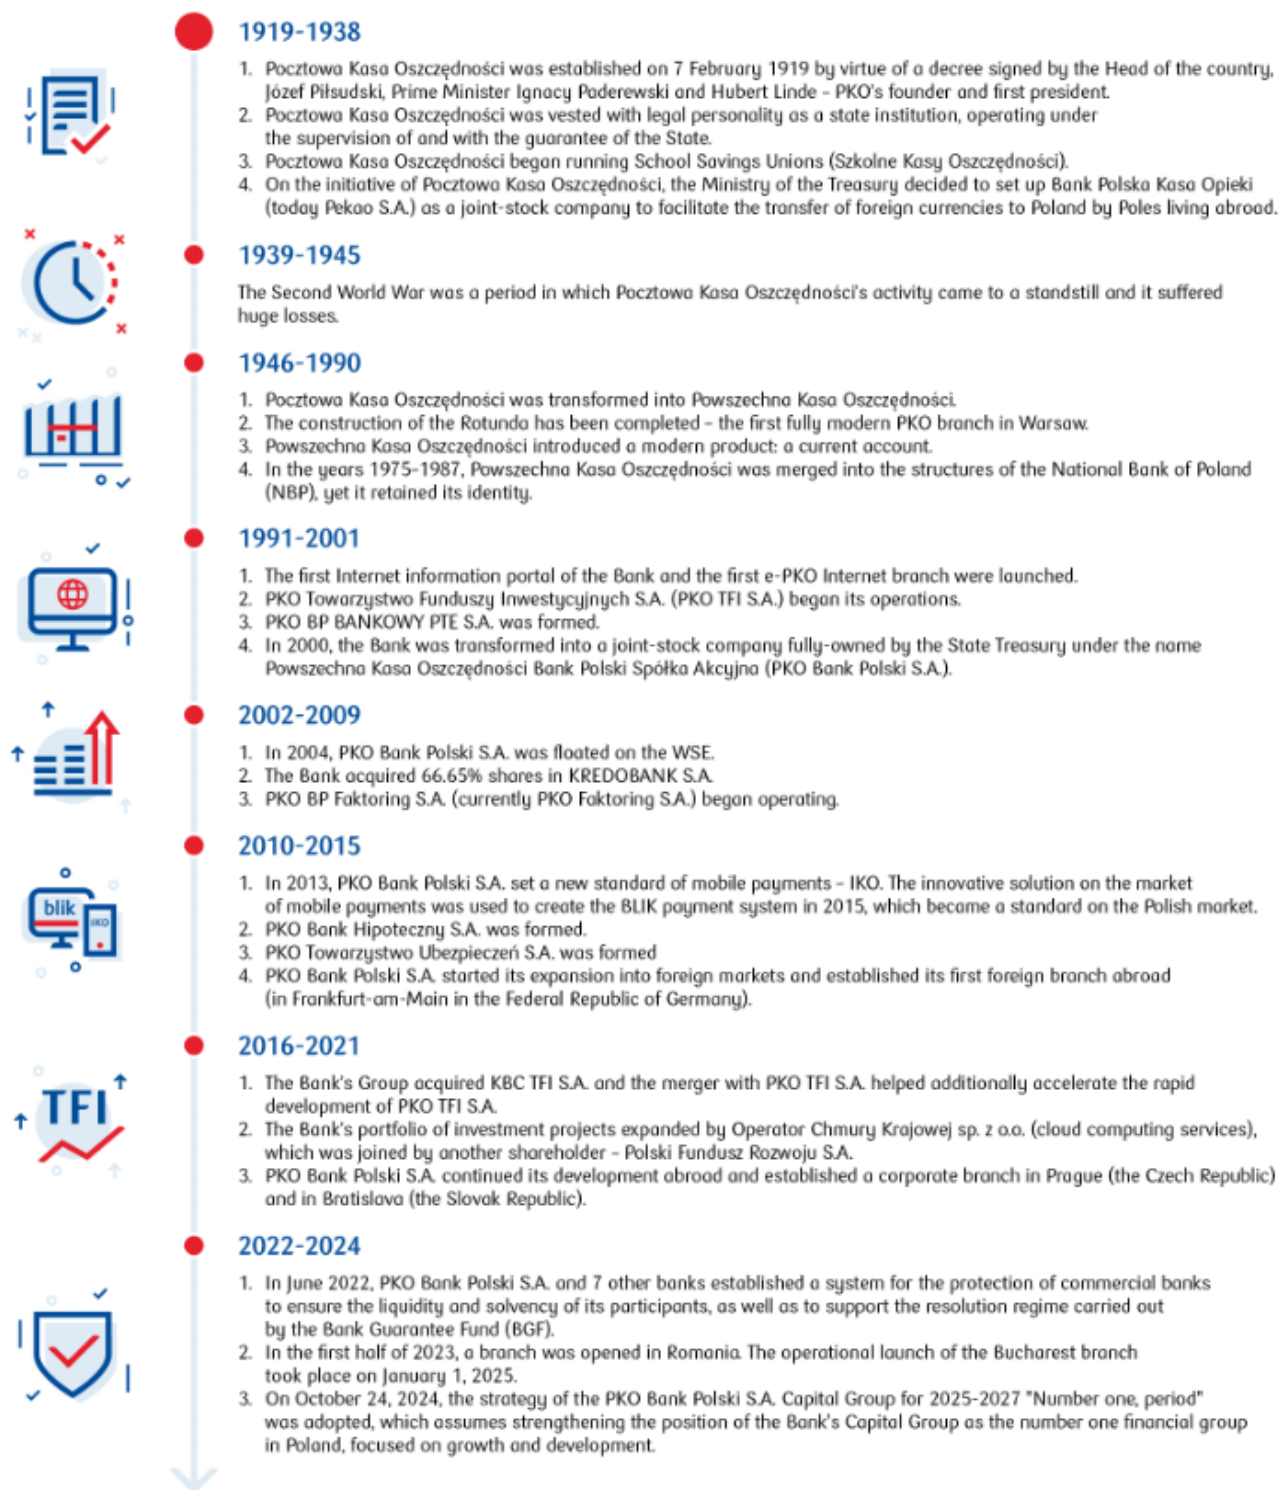 1919-1938
1. Pocztowa Kasa Oszczędności was established on 7 February 1919 by virtue of a decree signed by the Head of the country,
Józef Piłsudski, Prime Minister Ignacy Paderewski and Hubert Linde – PKO's founder and first president.
2. Pocztowa Kasa Oszczędności was vested with legal personality as a state institution, operating under
the supervision of and with the guarantee of the State.
3. Pocztowa Kasa Oszczędności began running School Savings Unions (Szkolne Kasy Oszczędności).
4. On the initiative of Pocztowa Kasa Oszczędności, the Ministry of the Treasury decided to set up Bank Polska Kasa Opieki
(today Pekao S.A.) as a joint-stock company to facilitate the transfer of foreign currencies to Poland by Poles living abroad.
1939-1945
The Second World War was a period in which Pocztowa Kasa Oszczędności's activity came to a standstill and it suffered
huge losses.
1946-1990
1. Pocztowa Kasa Oszczędności was transformed into Powszechna Kasa Oszczędności.
2. The construction of the Rotunda has been completed – the first fully modern PKO branch in Warsaw.
3. Powszechna Kasa Oszczędności introduced a modern product: a current account.
4. In the years 1975-1987, Powszechna Kasa Oszczędności was merged into the structures of the National Bank of Poland
(NBP), yet it retained its identity.
1991-2001
1. The first Internet information portal of the Bank and the first e-PKO Internet branch were launched.
2. PKO Towarzystwo Funduszy Inwestycyjnych S.A. (PKO TFI S.A.) began its operations.
3. PKO BP BANKOWY PTE S.A. was formed.
4. In 2000, the Bank was transformed into a joint-stock company fully-owned by the State Treasury under the name
Powszechna Kasa Oszczędności Bank Polski Spółka Akcyjna (PKO Bank Polski S.A.).
2002-2009
1. In 2004, PKO Bank Polski S.A. was floated on the WSE.
2. The Bank acquired 66.65% shares in KREDOBANK S.A.
3. PKO BP Faktoring S.A. (currently PKO Faktoring S.A.) began operating.
2010-2015
blik
IKO
1. In 2013, PKO Bank Polski S.A. set a new standard of mobile payments – IKO. The innovative solution on the market
of mobile payments was used to create the BLIK payment system in 2015, which became a standard on the Polish market.
2. PKO Bank Hipoteczny S.A. was formed.
3. PKO Towarzystwo Ubezpieczeń S.A. was formed
4. PKO Bank Polski S.A. started its expansion into foreign markets and established its first foreign branch abroad
(in Frankfurt-am-Main in the Federal Republic of Germany).
2016-2021
TFI
1. The Bank's Group acquired KBC TFI S.A. and the merger with PKO TFI S.A. helped additionally accelerate the rapid
development of PKO TFI S.A.
2. The Bank's portfolio of investment projects expanded by Operator Chmury Krajowej sp. z o.o. (cloud computing services),
which was joined by another shareholder – Polski Fundusz Rozwoju S.A.
3. PKO Bank Polski S.A. continued its development abroad and established a corporate branch in Prague (the Czech Republic)
and in Bratislava (the Slovak Republic).
2022-2024
1. In June 2022, PKO Bank Polski S.A. and 7 other banks established a system for the protection of commercial banks
to ensure the liquidity and solvency of its participants, as well as to support the resolution regime carried out
by the Bank Guarantee Fund (BGF).
2. In the first half of 2023, a branch was opened in Romania. The operational launch of the Bucharest branch
took place on January 1, 2025.
3. On October 24, 2024, the strategy of the PKO Bank Polski S.A. Capital Group for 2025-2027 "Number one, period"
was adopted, which assumes strengthening the position of the Bank's Capital Group as the number one financial group
in Poland, focused on growth and development.